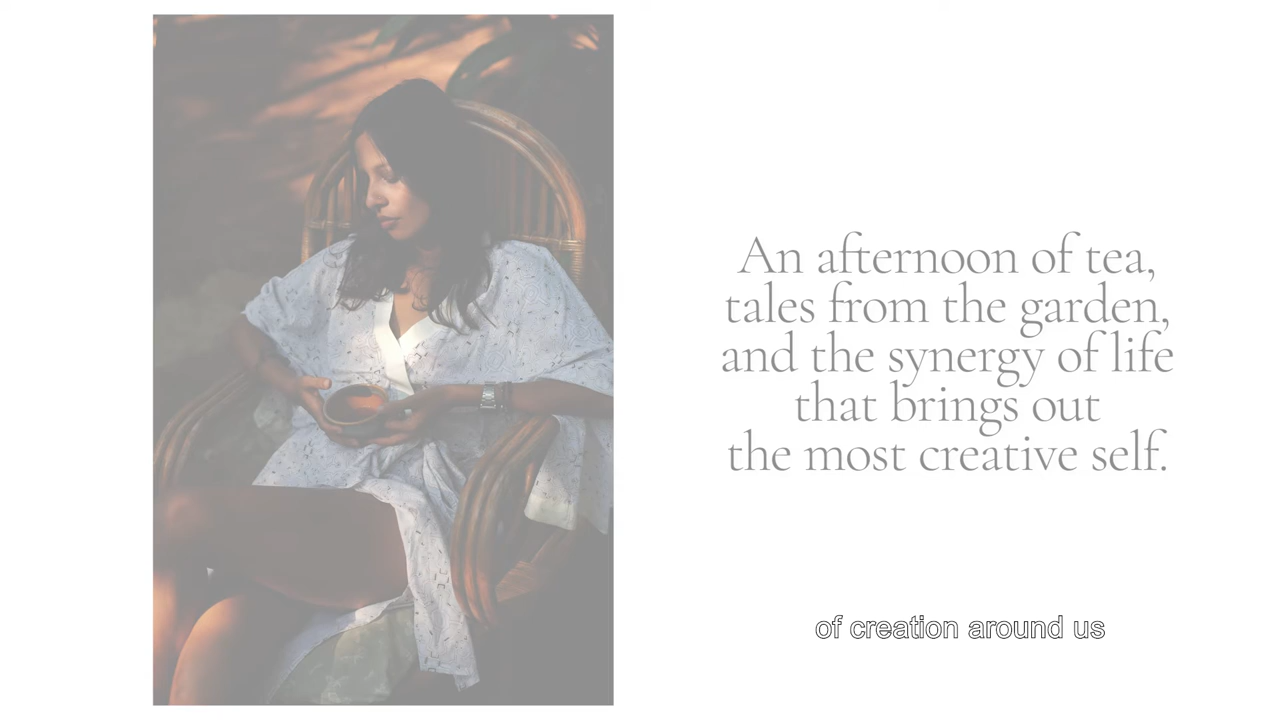 An afternoon of tea,
tales from the garden,
and the synergy of life
that brings out
the most creative self.
of creation around us